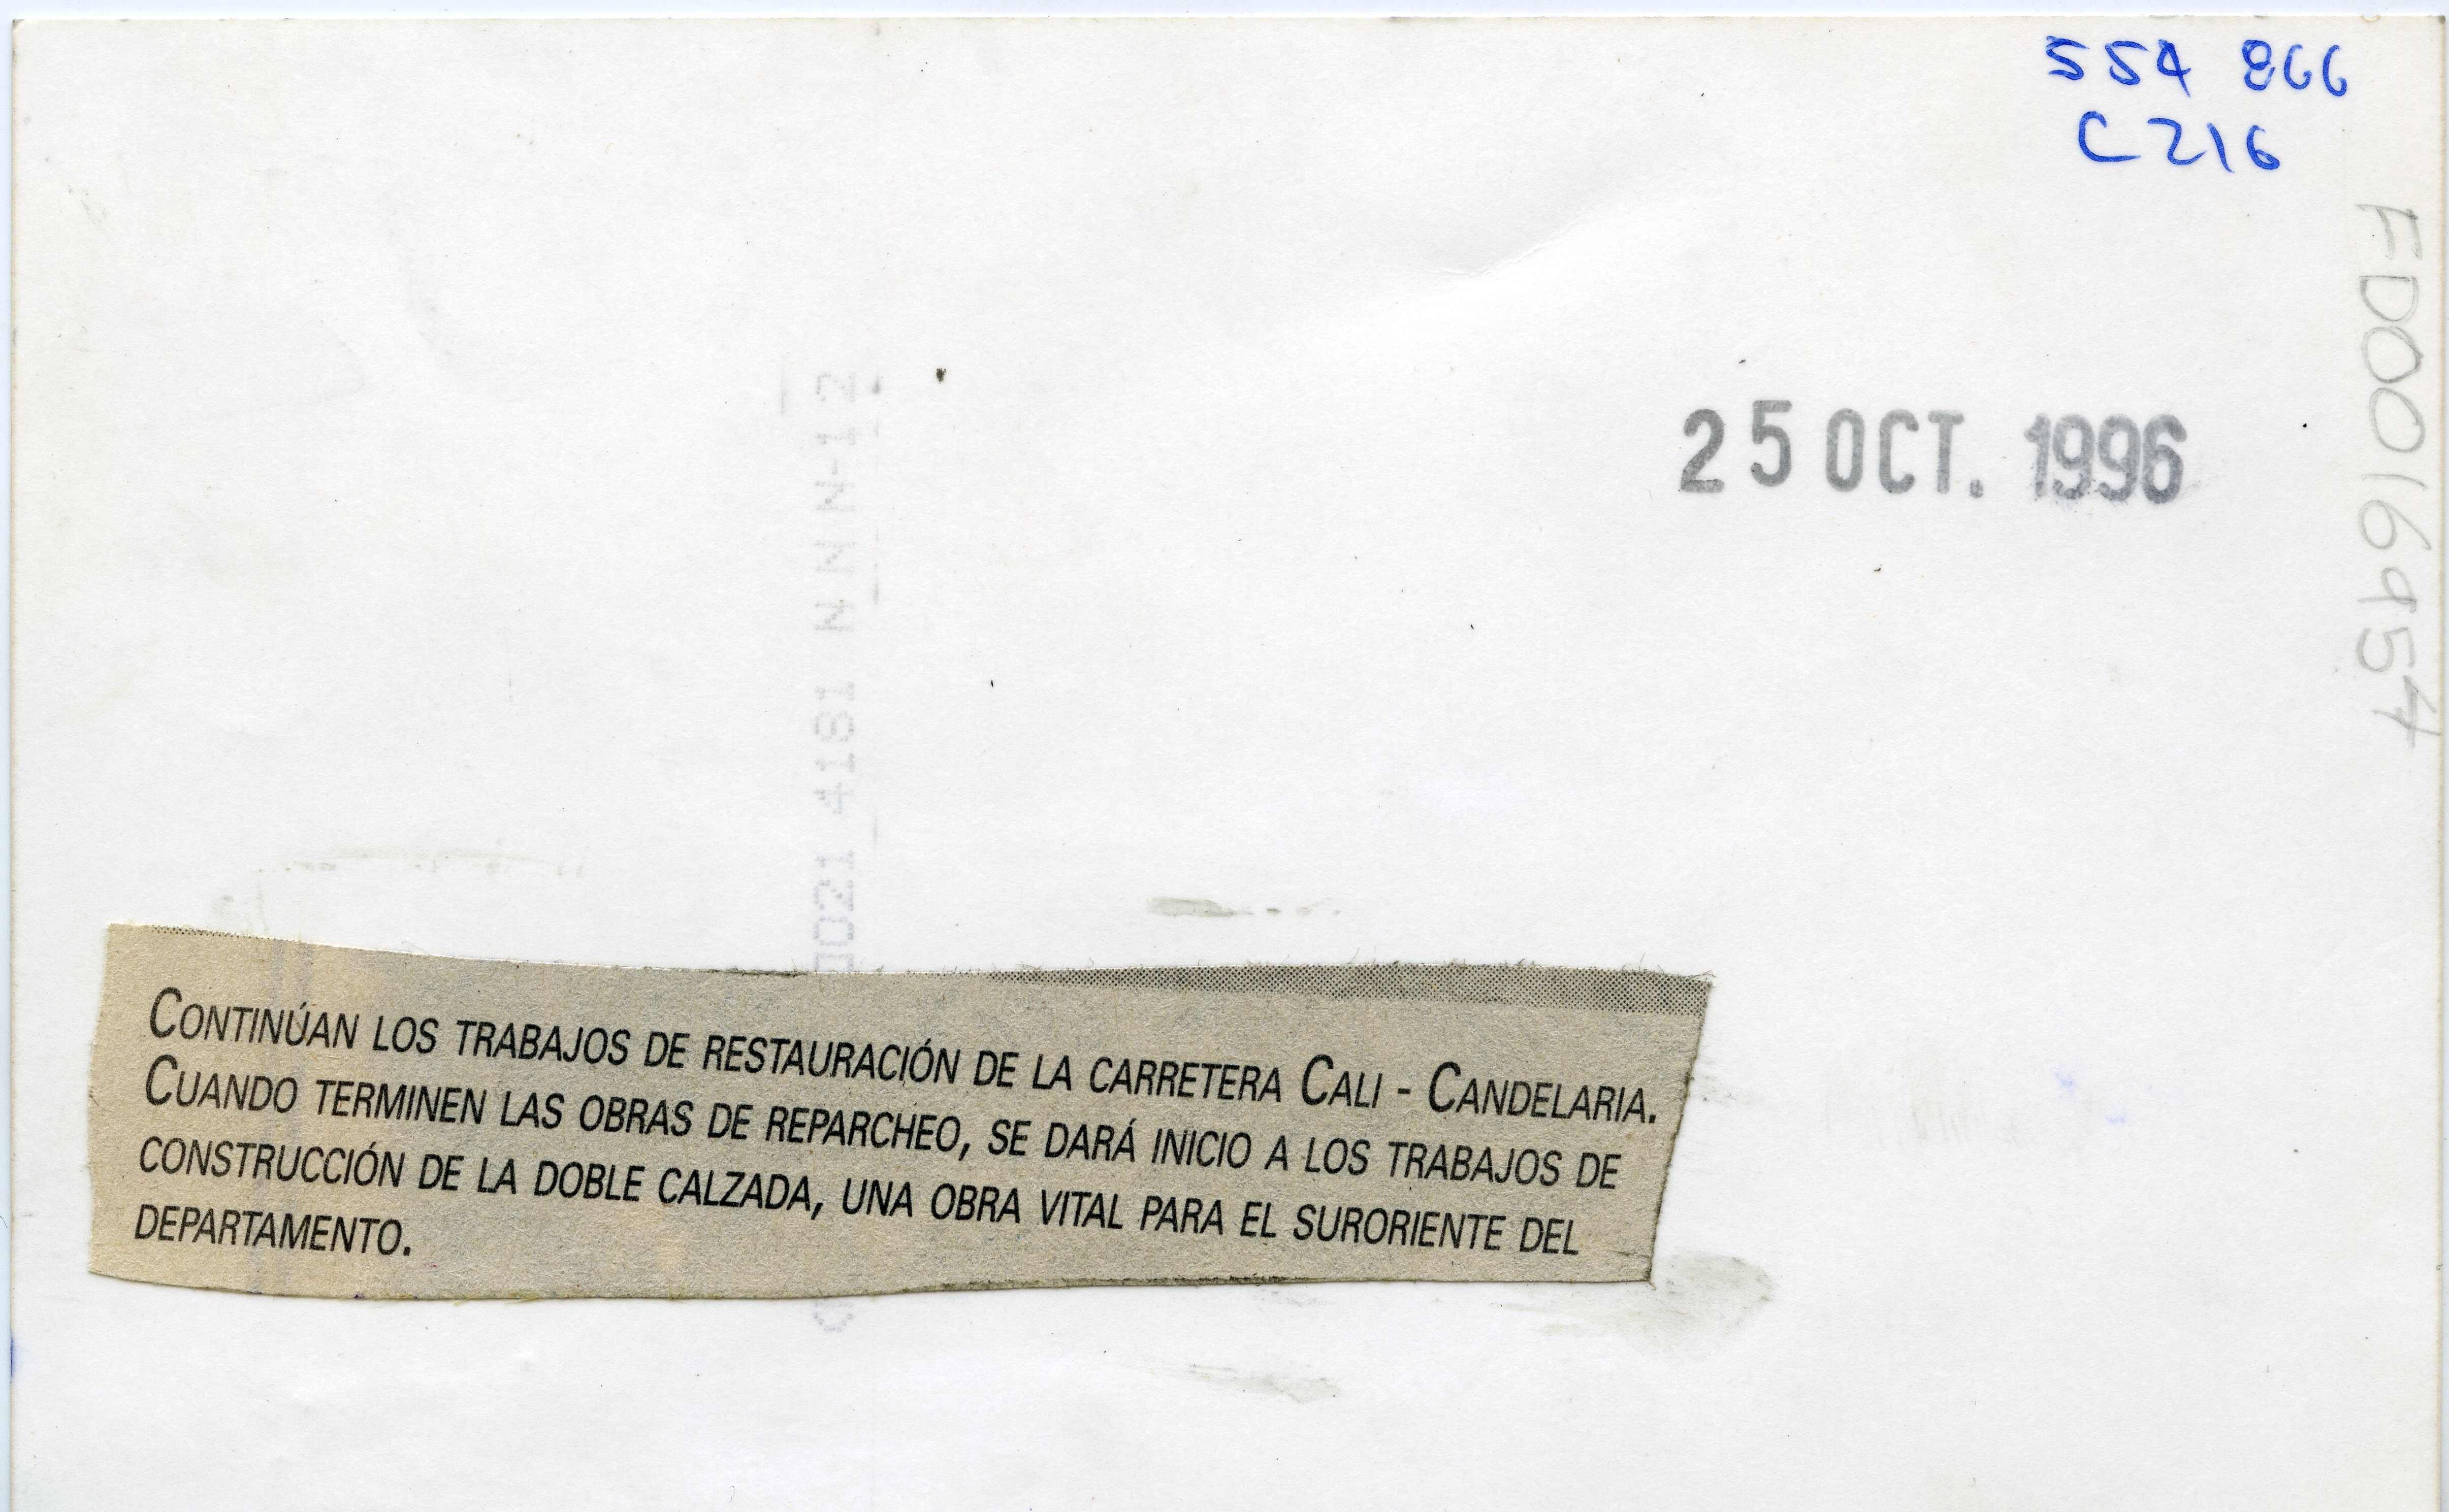 554 866
C 216
FD0016954
25 OCT. 1996
0021 4181 N N N-12
CONTINÚAN LOS TRABAJOS DE RESTAURACIÓN DE LA CARRETERA CALI - CANDELARIA.
CUANDO TERMINEN LAS OBRAS DE REPARCHEO, SE DARÁ INICIO A LOS TRABAJOS DE
CONSTRUCCIÓN DE LA DOBLE CALZADA, UNA OBRA VITAL PARA EL SURORIENTE DEL
DEPARTAMENTO.